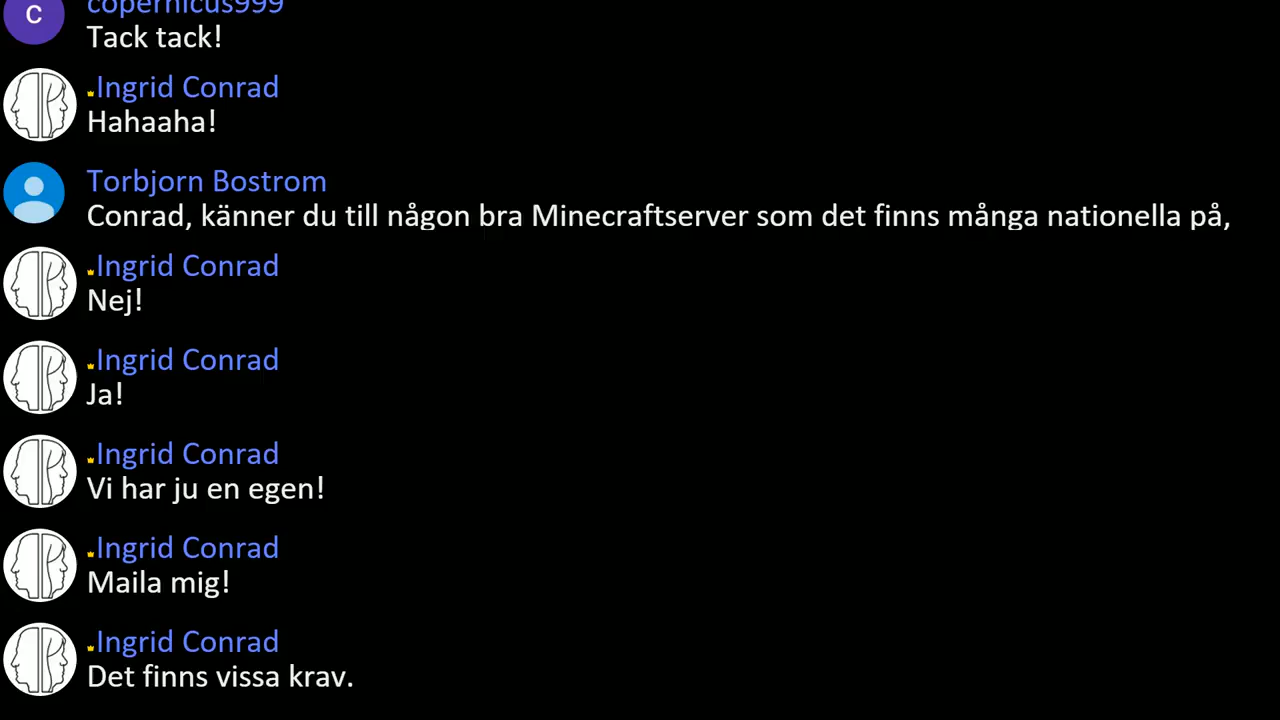 copernicus999
Tack tack!
Ingrid Conrad
Hahaaha!
Torbjorn Bostrom
Conrad, känner du till någon bra Minecraftserver som det finns många nationella på,
Ingrid Conrad
Nej!
Ingrid Conrad
Ja!
Ingrid Conrad
Vi har ju en egen!
Ingrid Conrad
Maila mig!
Ingrid Conrad
Det finns vissa krav.